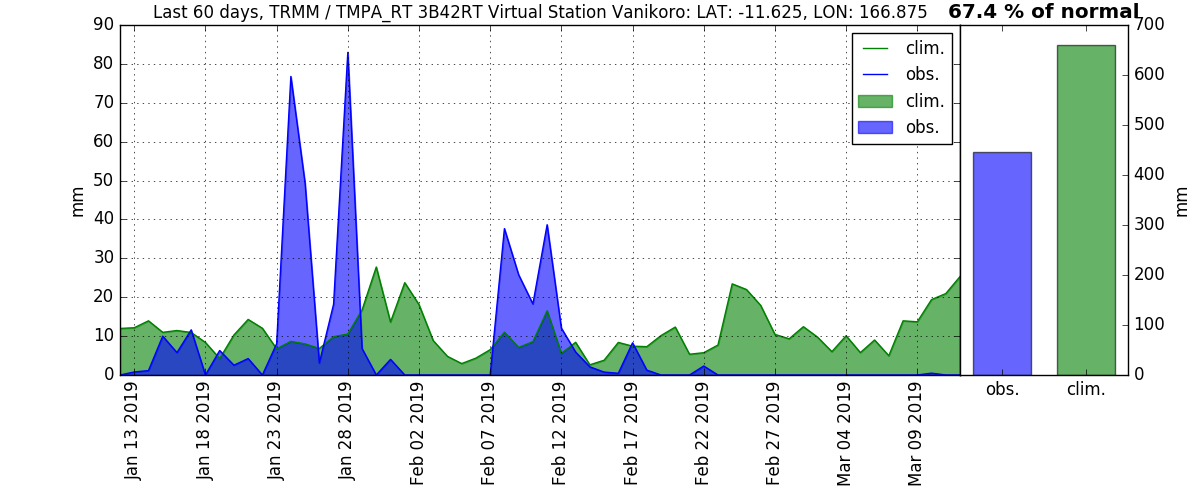 Last 60 days, TRMM / TMPA_RT 3B42RT Virtual Station Vanikoro: LAT: -11.625, LON: 166.875
67.4 % of normal
90
80
70
60
50
40
30
20
10
0
mm
clim.
obs.
clim.
obs.
Jan 13 2019
Jan 18 2019
Jan 23 2019
Jan 28 2019
Feb 02 2019
Feb 07 2019
Feb 12 2019
Feb 17 2019
Feb 22 2019
Feb 27 2019
Mar 04 2019
Mar 09 2019
700
600
500
400
300
200
100
0
mm
obs.
clim.